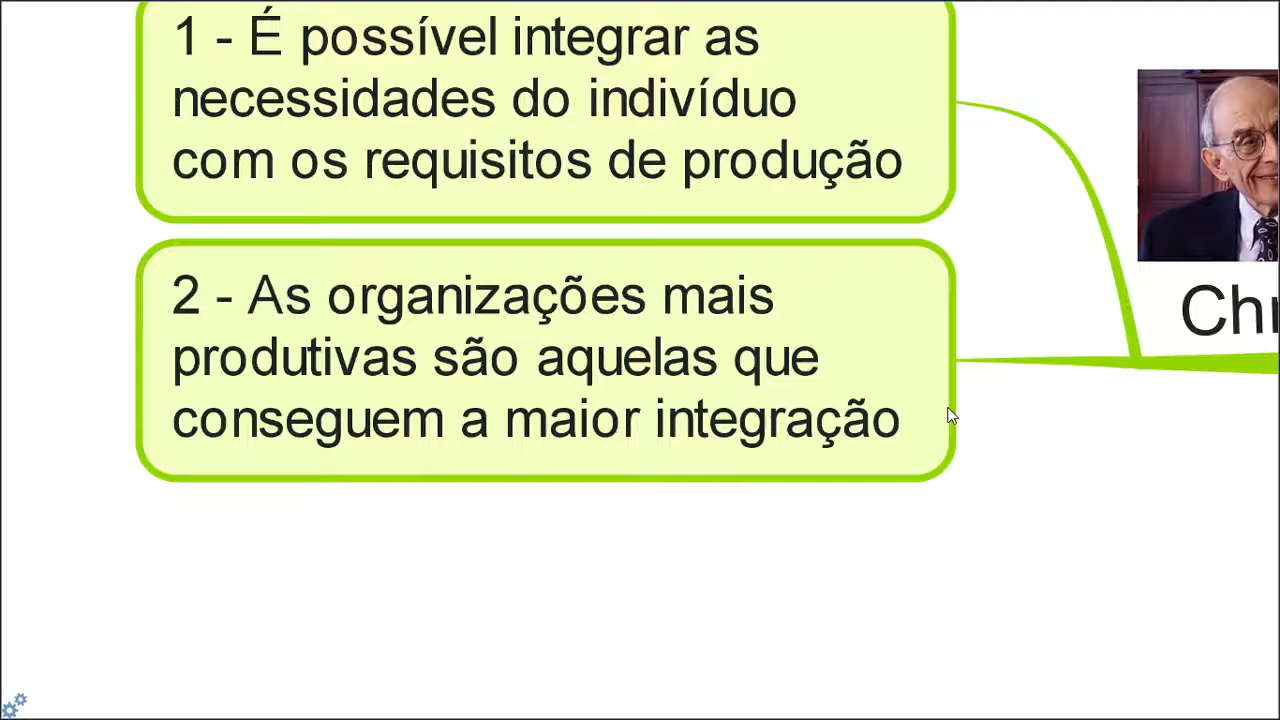 1 - É possível integrar as
necessidades do indivíduo
com os requisitos de produção
2 - As organizações mais
produtivas são aquelas que
conseguem a maior integração
Chr